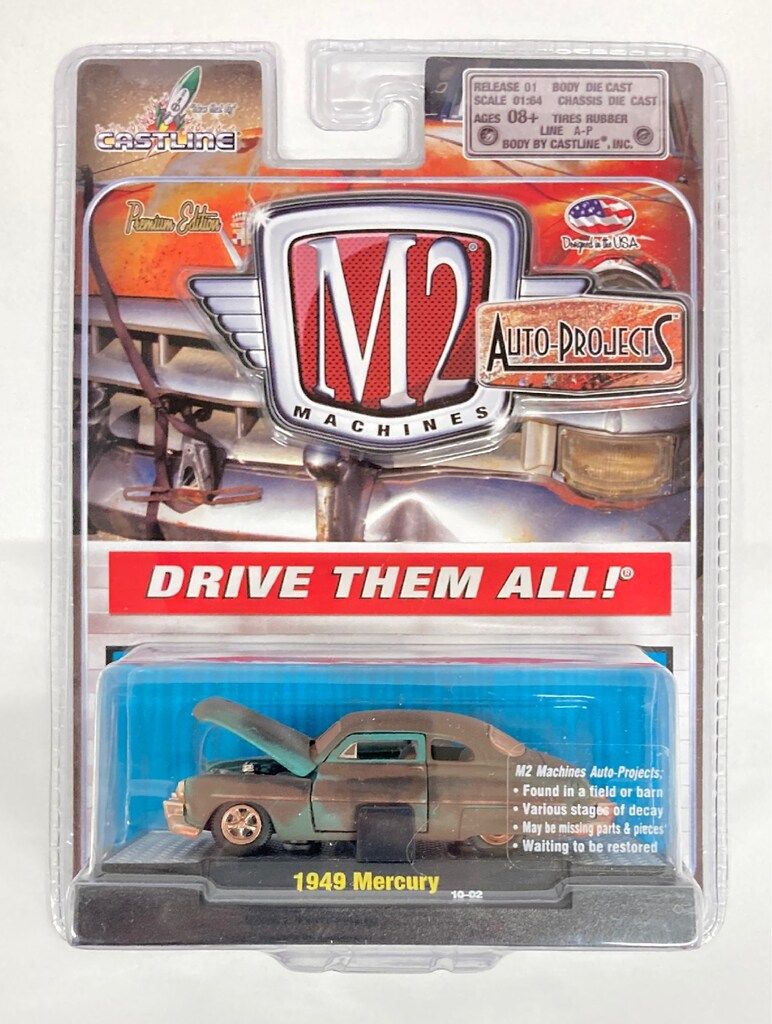 CASTLINE
RELEASE 01 BODY DIE CAST
SCALE 01:64 CHASSIS DIE CAST
AGES 08+ TIRES RUBBER
LINE A-P
BODY BY CASTLINE®, INC.
Premium Edition
Designed in the USA
M2®
MACHINES
AUTO-PROJECTS™
DRIVE THEM ALL!®
M2 Machines Auto-Projects:
• Found in a field or barn
• Various stages of decay
• May be missing parts & pieces
• Waiting to be restored
1949 Mercury
10-02